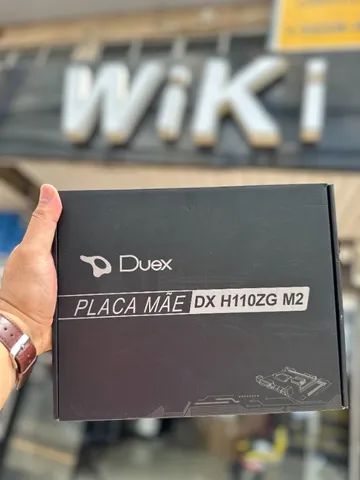 WiKi
Duex
PLACA MÃE DX H110ZG M2